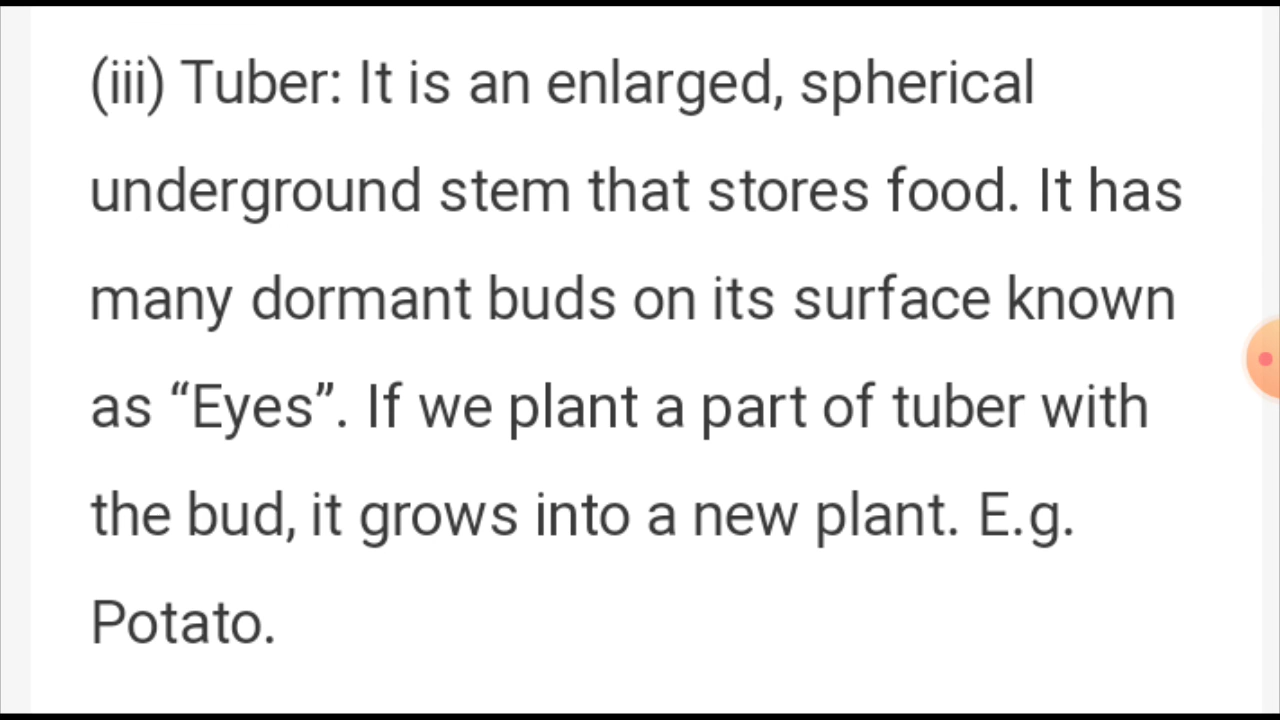 (iii) Tuber: It is an enlarged, spherical
underground stem that stores food. It has
many dormant buds on its surface known
as “Eyes”. If we plant a part of tuber with
the bud, it grows into a new plant. E.g.
Potato.